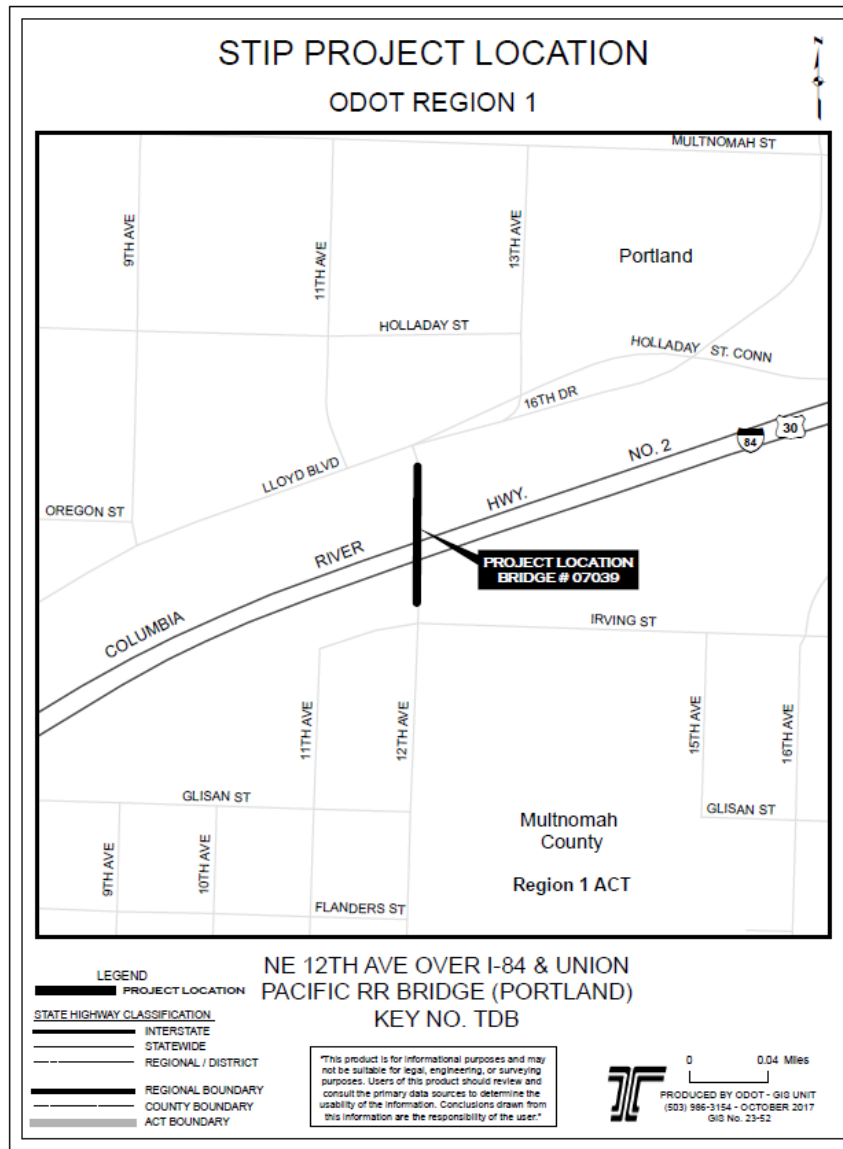 STIP PROJECT LOCATION
ODOT REGION 1
N
MULTNOMAH ST
9TH AVE
11TH AVE
13TH AVE
Portland
HOLLADAY ST
HOLLADAY ST. CONN
16TH DR
LLOYD BLVD
OREGON ST
COLUMBIA RIVER HWY. NO. 2
84
30
PROJECT LOCATION
BRIDGE # 07039
IRVING ST
11TH AVE
12TH AVE
15TH AVE
16TH AVE
GLISAN ST
GLISAN ST
9TH AVE
10TH AVE
Multnomah
County
Region 1 ACT
FLANDERS ST
NE 12TH AVE OVER I-84 & UNION
PACIFIC RR BRIDGE (PORTLAND)
KEY NO. TDB
LEGEND
PROJECT LOCATION
STATE HIGHWAY CLASSIFICATION
INTERSTATE
STATEWIDE
REGIONAL / DISTRICT
REGIONAL BOUNDARY
COUNTY BOUNDARY
ACT BOUNDARY
"This product is for informational purposes and may
not be suitable for legal, engineering, or surveying
purposes. Users of this product should review and
consult the primary data sources to determine the
usability of the information. Conclusions drawn from
this information are the responsibility of the user."
0 0.04 Miles
PRODUCED BY ODOT - GIS UNIT
(503) 986-3154 - OCTOBER 2017
GIS No. 23-52